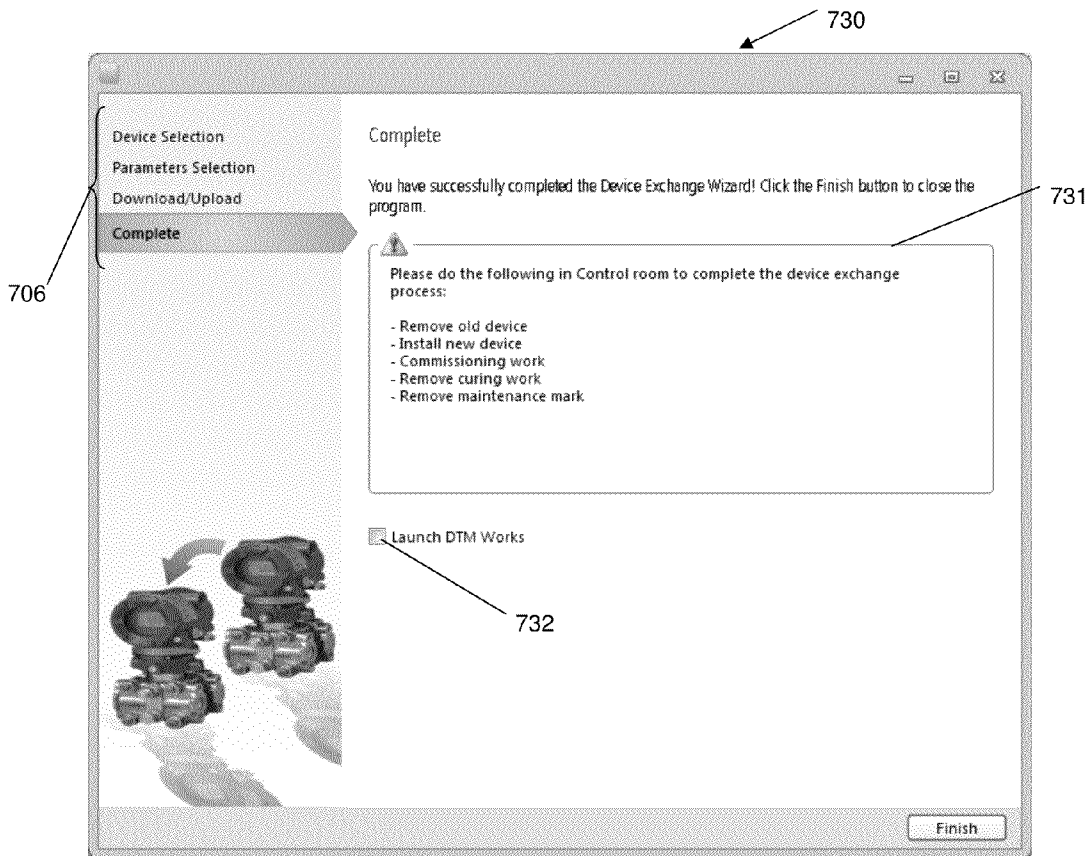 730
Device Selection
Parameters Selection
Download/Upload
Complete
706
Complete
You have successfully completed the Device Exchange Wizard! Click the Finish button to close the
program.
731
Please do the following in Control room to complete the device exchange
process:
- Remove old device
- Install new device
- Commissioning work
- Remove curing work
- Remove maintenance mark
Launch DTM Works
732
Finish